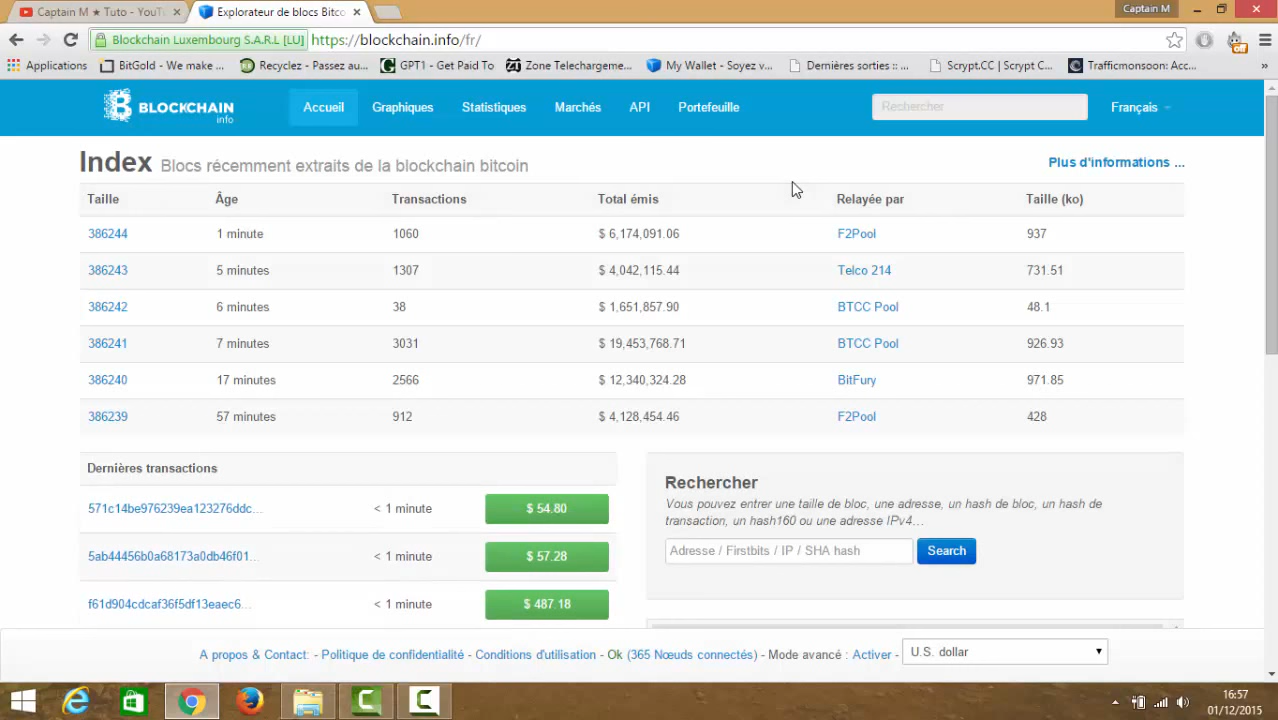 Captain M ★ Tuto - YouTu
Explorateur de blocs Bitco
Captain M
Blockchain Luxembourg S.A.R.L [LU]
https://blockchain.info/fr/
off
Applications
BitGold - We make ...
Recyclez - Passez au...
GPT1 - Get Paid To
Zone Telechargeme...
My Wallet - Soyez v...
Dernières sorties :: ...
Scrypt.CC | Scrypt C...
Trafficmonsoon: Acc...
»
BLOCKCHAIN
info
Accueil
Graphiques
Statistiques
Marchés
API
Portefeuille
Rechercher
Français
Index Blocs récemment extraits de la blockchain bitcoin
Plus d'informations ...
Taille Âge Transactions Total émis Relayée par Taille (ko)
386244 1 minute 1060 $ 6,174,091.06 F2Pool 937
386243 5 minutes 1307 $ 4,042,115.44 Telco 214 731.51
386242 6 minutes 38 $ 1,651,857.90 BTCC Pool 48.1
386241 7 minutes 3031 $ 19,453,768.71 BTCC Pool 926.93
386240 17 minutes 2566 $ 12,340,324.28 BitFury 971.85
386239 57 minutes 912 $ 4,128,454.46 F2Pool 428
Dernières transactions
571c14be976239ea123276ddc... < 1 minute $ 54.80
5ab44456b0a68173a0db46f01... < 1 minute $ 57.28
f61d904cdcaf36f5df13eaec6... < 1 minute $ 487.18
Rechercher
Vous pouvez entrer une taille de bloc, une adresse, un hash de bloc, un hash de
transaction, un hash160 ou une adresse IPv4…
Adresse / Firstbits / IP / SHA hash
Search
A propos & Contact: - Politique de confidentialité - Conditions d'utilisation - Ok (365 Nœuds connectés) - Mode avancé : Activer -
U.S. dollar
16:57
01/12/2015